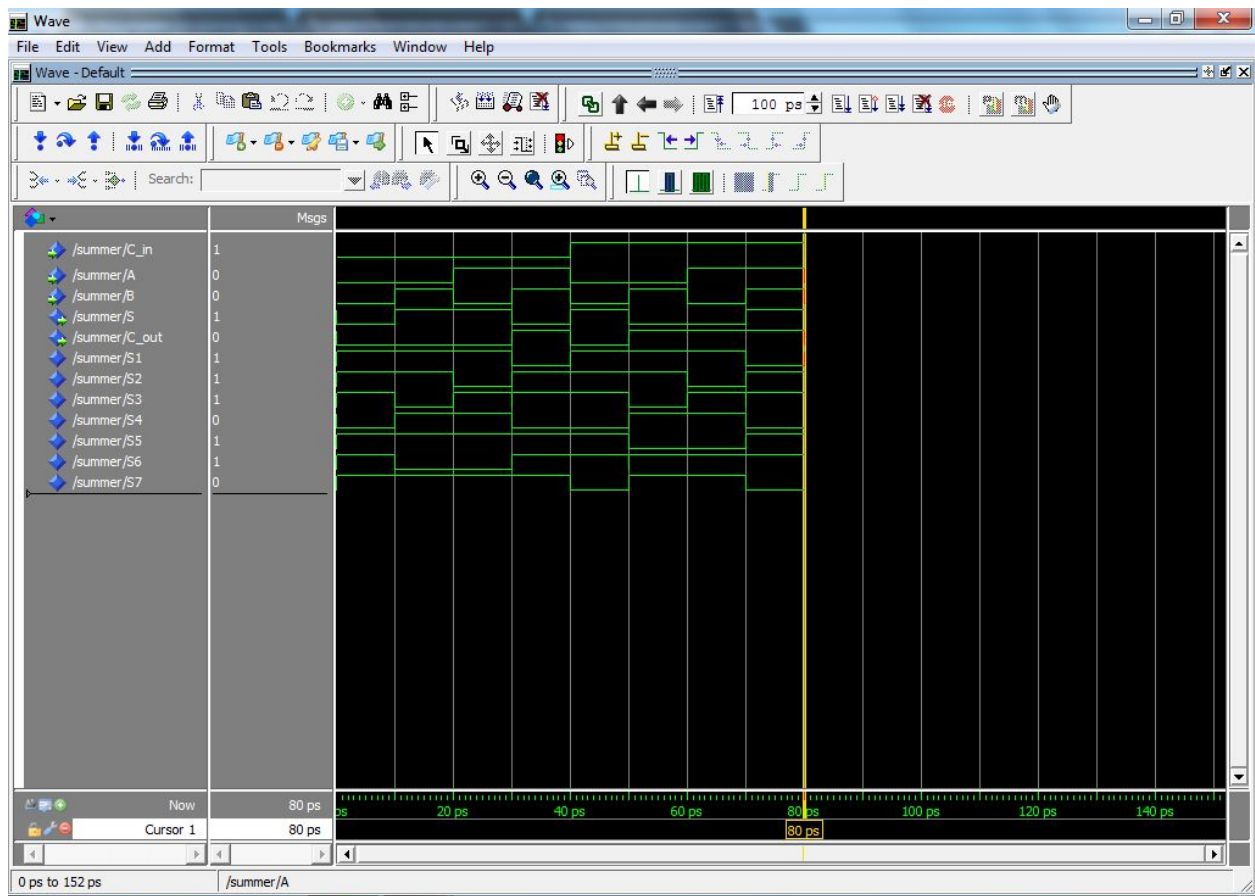 Wave
File Edit View Add Format Tools Bookmarks Window Help
Wave - Default
100 ps
Search:
Msgs
/summer/C_in 1
/summer/A 0
/summer/B 0
/summer/S 1
/summer/C_out 0
/summer/S1 1
/summer/S2 1
/summer/S3 1
/summer/S4 0
/summer/S5 1
/summer/S6 1
/summer/S7 0
Now 80 ps
ps 20 ps 40 ps 60 ps 80 ps 100 ps 120 ps 140 ps
Cursor 1 80 ps
80 ps
0 ps to 152 ps /summer/A